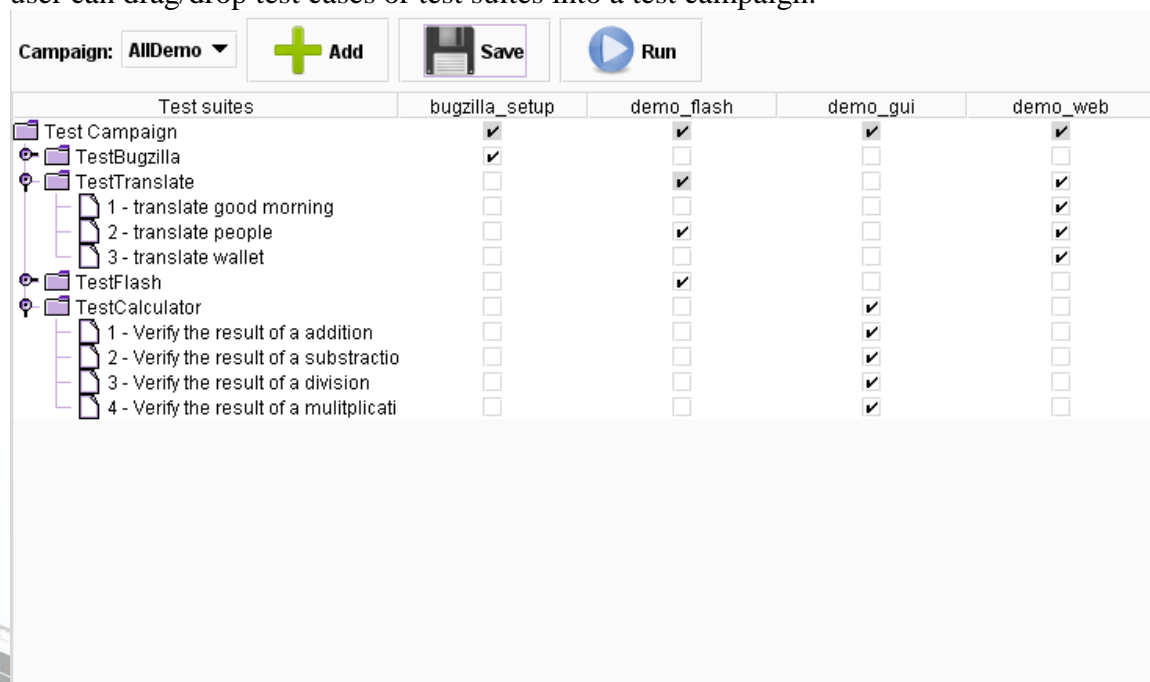 user can drag/drop test cases or test suites into a test campaign.
Campaign: AllDemo Add Save Run
Test suites bugzilla_setup demo_flash demo_gui demo_web
Test Campaign
TestBugzilla
TestTranslate
1 - translate good morning
2 - translate people
3 - translate wallet
TestFlash
TestCalculator
1 - Verify the result of a addition
2 - Verify the result of a substractio
3 - Verify the result of a division
4 - Verify the result of a mulitplicati